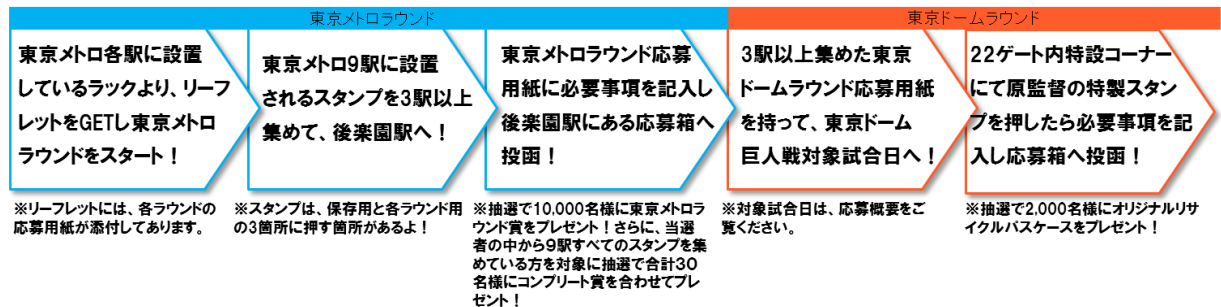 東京メトロラウンド
東京ドームラウンド
東京メトロ各駅に設置
しているラックより、リーフ
レットをGETし東京メトロ
ラウンドをスタート！
東京メトロ9駅に設置
されるスタンプを3駅以上
集めて、後楽園駅へ！
東京メトロラウンド応募
用紙に必要事項を記入し
後楽園駅にある応募箱へ
投函！
3駅以上集めた東京
ドームラウンド応募用紙
を持って、東京ドーム
巨人戦対象試合日へ！
22ゲート内特設コーナー
にて原監督の特製スタン
プを押したら必要事項を記
入し応募箱へ投函！
※リーフレットには、各ラウンドの
応募用紙が添付してあります。
※スタンプは、保存用と各ラウンド用
の3箇所に押す箇所があるよ！
※抽選で10,000名様に東京メトロラ
ウンド賞をプレゼント！さらに、当選
者の中から9駅すべてのスタンプを集
めている方を対象に抽選で合計30
名様にコンプリート賞を合わせてプレ
ゼント！
※対象試合日は、応募概要をご
覧ください。
※抽選で2,000名様にオリジナルリサ
イクルパスケースをプレゼント！